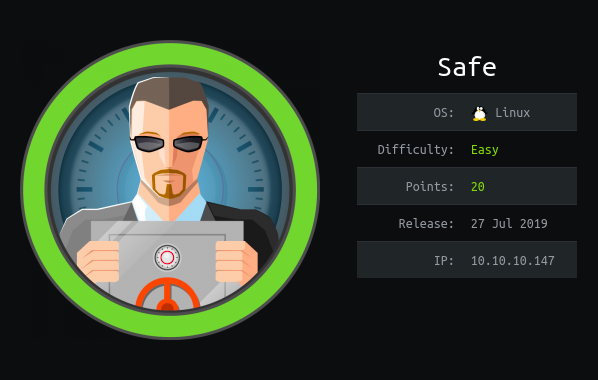 Safe
OS: Linux
Difficulty: Easy
Points: 20
Release: 27 Jul 2019
IP: 10.10.10.147